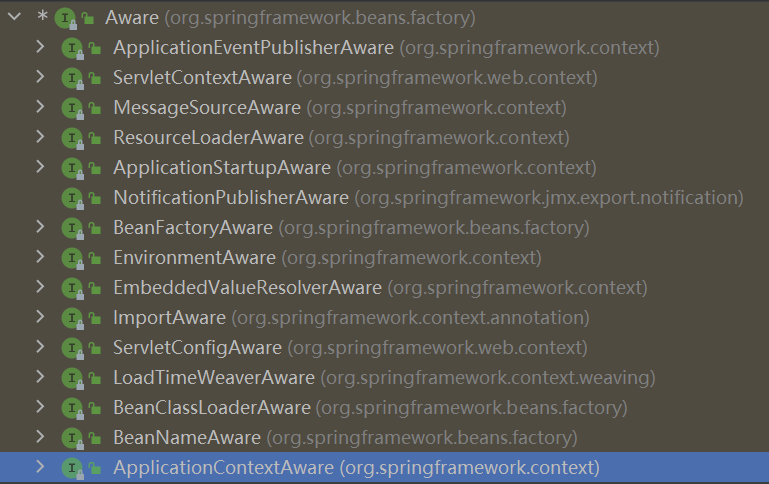 * Aware (org.springframework.beans.factory)
ApplicationEventPublisherAware (org.springframework.context)
ServletContextAware (org.springframework.web.context)
MessageSourceAware (org.springframework.context)
ResourceLoaderAware (org.springframework.context)
ApplicationStartupAware (org.springframework.context)
NotificationPublisherAware (org.springframework.jmx.export.notification)
BeanFactoryAware (org.springframework.beans.factory)
EnvironmentAware (org.springframework.context)
EmbeddedValueResolverAware (org.springframework.context)
ImportAware (org.springframework.context.annotation)
ServletConfigAware (org.springframework.web.context)
LoadTimeWeaverAware (org.springframework.context.weaving)
BeanClassLoaderAware (org.springframework.beans.factory)
BeanNameAware (org.springframework.beans.factory)
ApplicationContextAware (org.springframework.context)